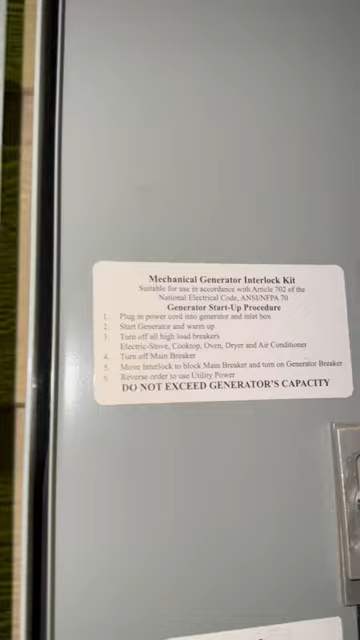 Mechanical Generator Interlock Kit
Suitable for use in accordance with Article 702 of the
National Electrical Code, ANSI/NFPA 70
Generator Start-Up Procedure
1. Plug in power cord into generator and inlet box
2. Start Generator and warm up
3. Turn off all high load breakers
Electric-Stove, Cooktop, Oven, Dryer and Air Conditioner
4. Turn off Main Breaker
5. Move Interlock to block Main Breaker and turn on Generator Breaker
6. Reverse order to use Utility Power
DO NOT EXCEED GENERATOR'S CAPACITY